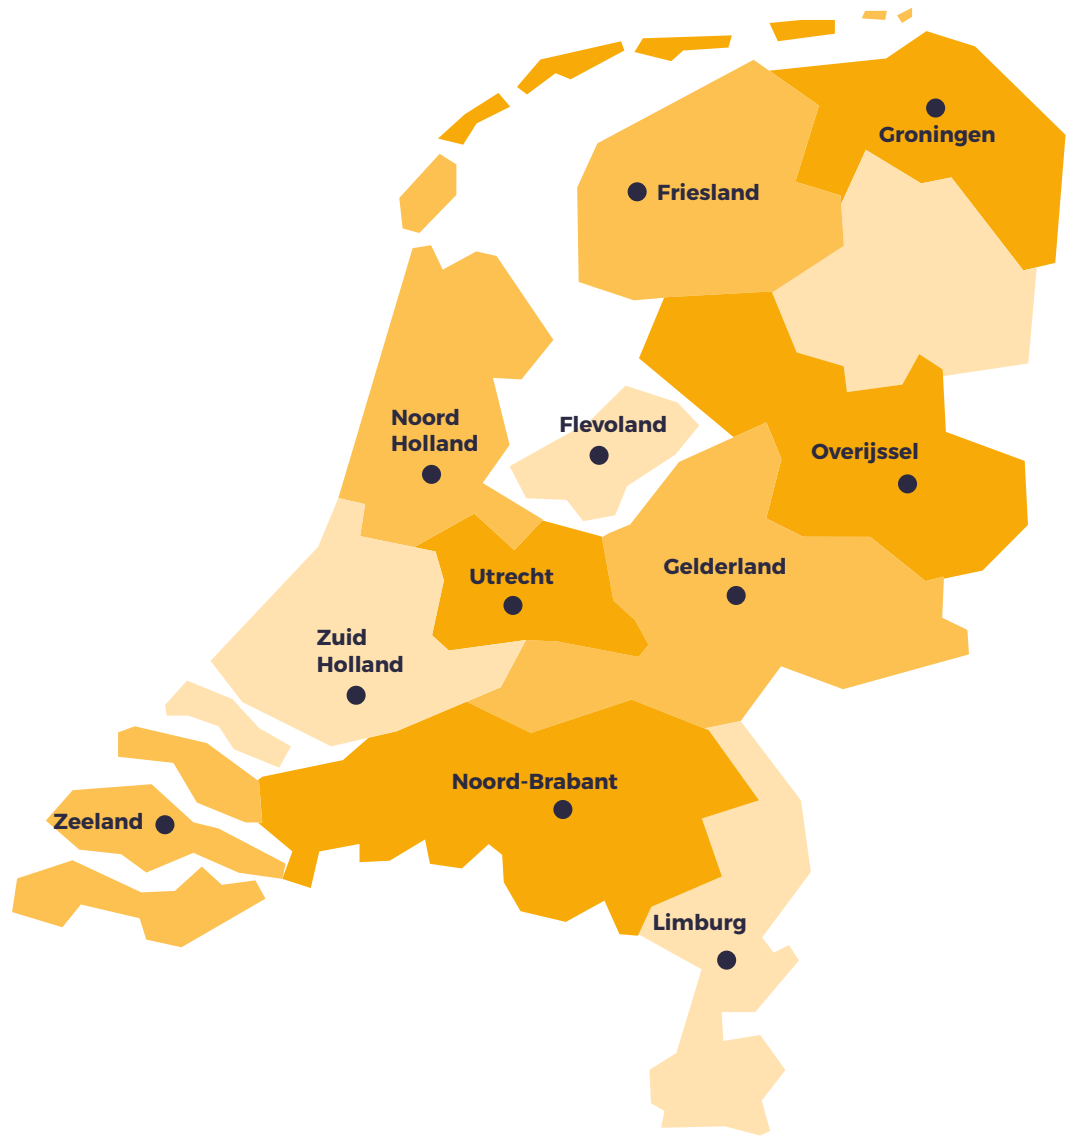 Groningen
Friesland
Noord
Holland
Flevoland
Overijssel
Utrecht
Gelderland
Zuid
Holland
Noord-Brabant
Zeeland
Limburg